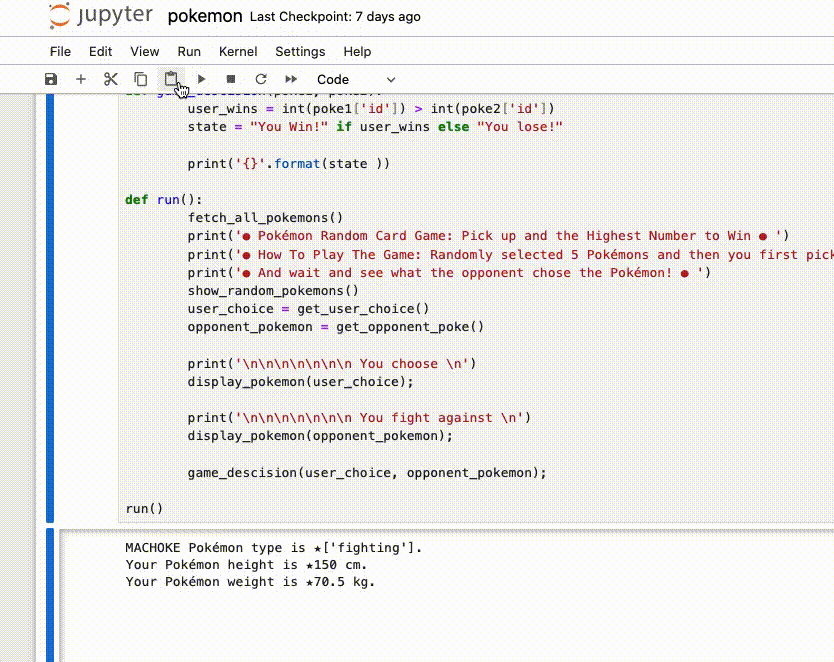 jupyter pokemon Last Checkpoint: 7 days ago
File Edit View Run Kernel Settings Help
Code
user_wins = int(poke1['id']) > int(poke2['id'])
state = "You Win!" if user_wins else "You lose!"
print('{}'.format(state ))
def run():
fetch_all_pokemons()
print('● Pokémon Random Card Game: Pick up and the Highest Number to Win ● ')
print('● How To Play The Game: Randomly selected 5 Pokémons and then you first pick
print('● And wait and see what the opponent chose the Pokémon! ● ')
show_random_pokemons()
user_choice = get_user_choice()
opponent_pokemon = get_opponent_poke()
print('\n\n\n\n\n\n\n You choose \n')
display_pokemon(user_choice);
print('\n\n\n\n\n\n\n You fight against \n')
display_pokemon(opponent_pokemon);
game_descision(user_choice, opponent_pokemon);
run()
MACHOKE Pokémon type is ★['fighting'].
Your Pokémon height is ★150 cm.
Your Pokémon weight is ★70.5 kg.